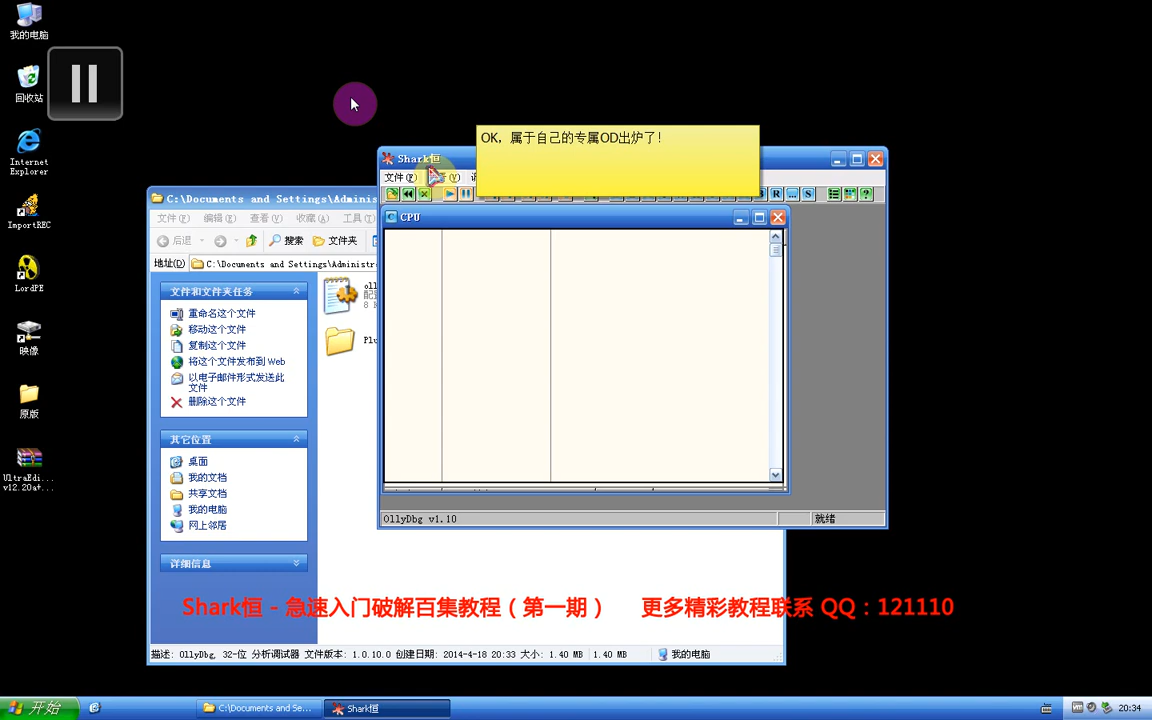 我的电脑
回收站
Internet
Explorer
ImportREC
LordPE
映像
原版
UltraEdi...
v12.20a+...
OK，属于自己的专属OD出炉了！
Shark恒
文件(F)
(V)
CPU
OllyDbg v1.10
就绪
C:\Documents and Settings\Adminis
文件(F) 编辑(E) 查看(V) 收藏(A) 工具(T)
后退 搜索 文件夹
地址(D) C:\Documents and Settings\Administr
文件和文件夹任务
重命名这个文件
移动这个文件
复制这个文件
将这个文件发布到 Web
以电子邮件形式发送此
文件
删除这个文件
其它位置
桌面
我的文档
共享文档
我的电脑
网上邻居
详细信息
oll
配置
8 K
Plu
Shark恒 - 急速入门破解百集教程（第一期） 更多精彩教程联系 QQ：121110
描述: OllyDbg, 32-位 分析调试器 文件版本: 1.0.10.0 创建日期: 2014-4-18 20:33 大小: 1.40 MB 1.40 MB 我的电脑
开始 C:\Documents and Se... Shark恒 20:34